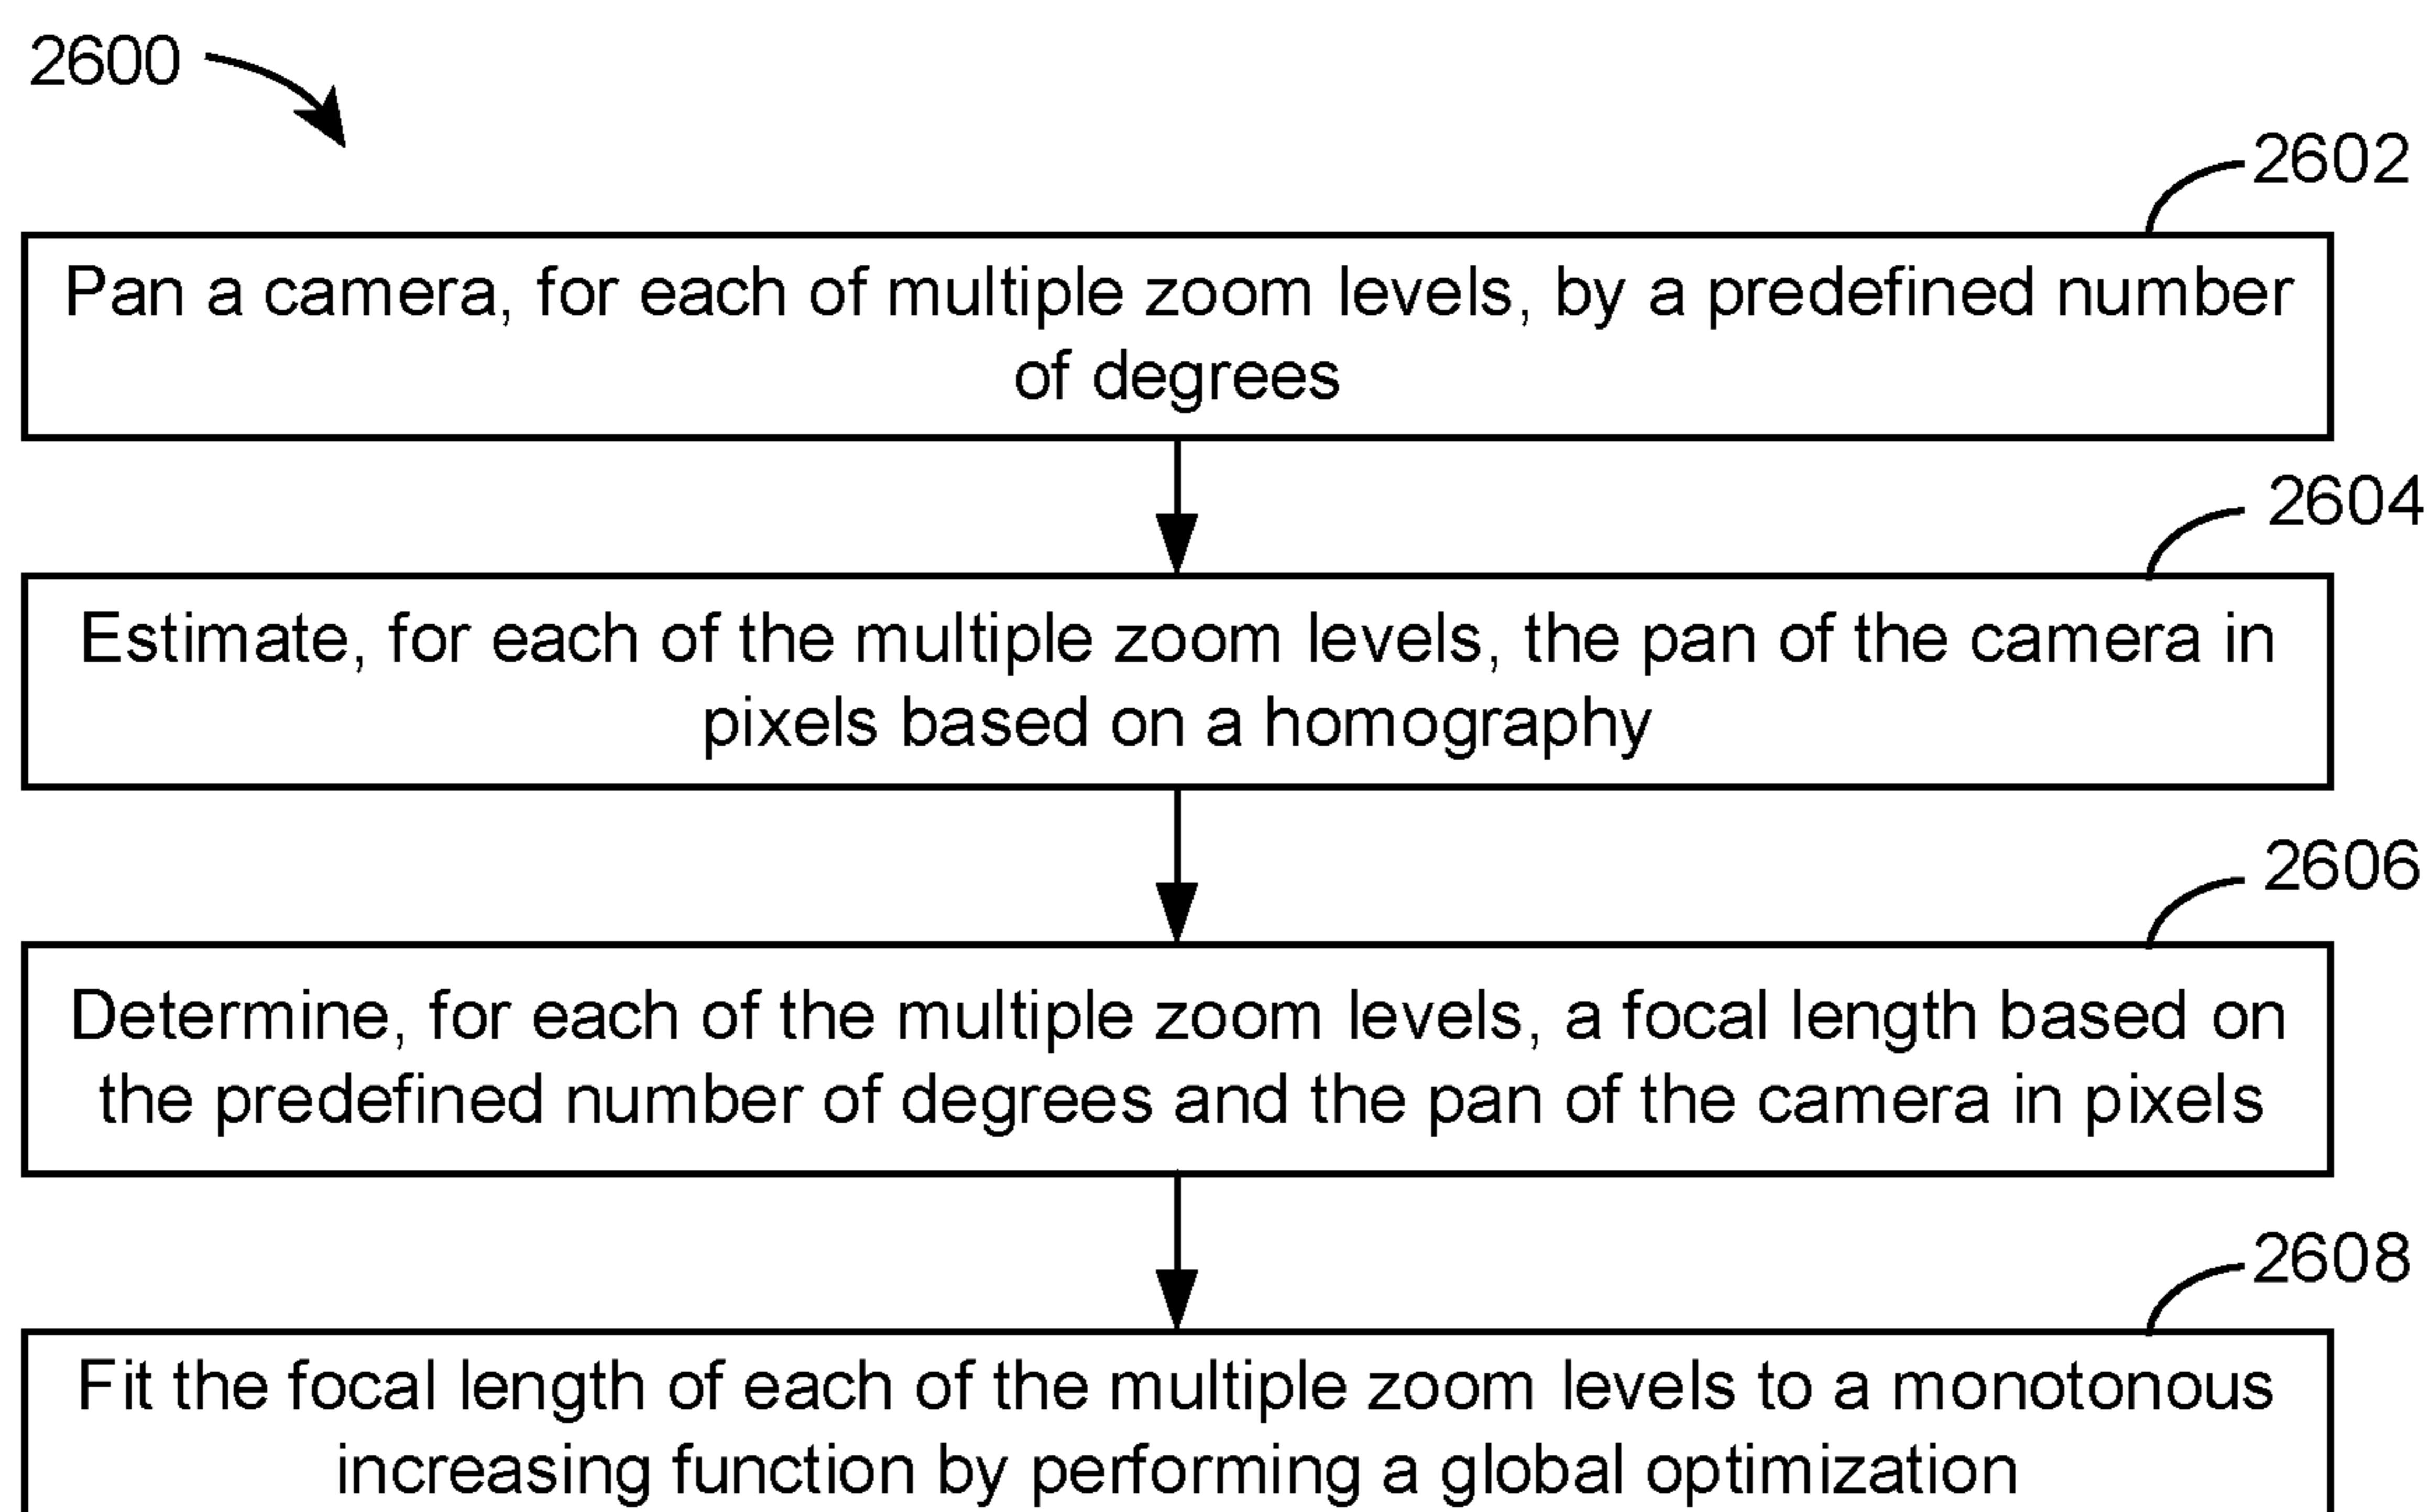 2600
2602
Pan a camera, for each of multiple zoom levels, by a predefined number
of degrees
2604
Estimate, for each of the multiple zoom levels, the pan of the camera in
pixels based on a homography
2606
Determine, for each of the multiple zoom levels, a focal length based on
the predefined number of degrees and the pan of the camera in pixels
2608
Fit the focal length of each of the multiple zoom levels to a monotonous
increasing function by performing a global optimization